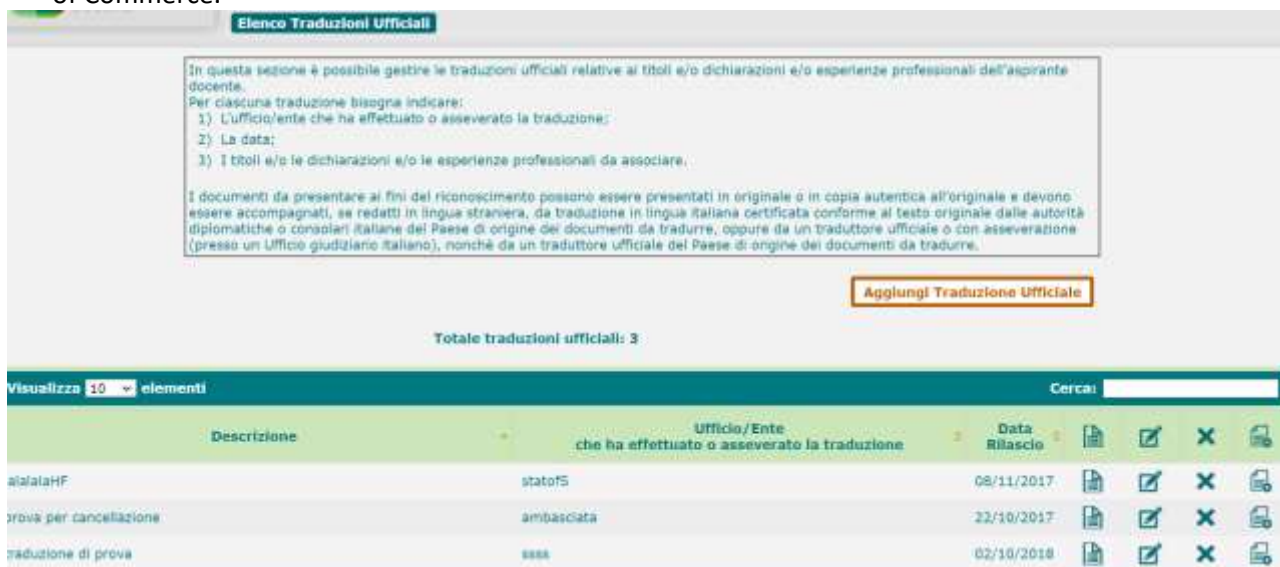 of Commerce.
Elenco Traduzioni Ufficiali
In questa sezione è possibile gestire le traduzioni ufficiali relative ai titoli e/o dichiarazioni e/o esperienze professionali dell'aspirante
docente.
Per ciascuna traduzione bisogna indicare:
1) L'ufficio/ente che ha effettuato o asseverato la traduzione;
2) La data;
3) I titoli e/o le dichiarazioni e/o le esperienze professionali da associare.
I documenti da presentare ai fini del riconoscimento possono essere presentati in originale o in copia autentica all'originale e devono
essere accompagnati, se redatti in lingua straniera, da traduzione in lingua italiana certificata conforme al testo originale dalle autorità
diplomatiche o consolari italiane del Paese di origine dei documenti da tradurre, oppure da un traduttore ufficiale o con asseverazione
(presso un Ufficio giudiziario italiano), nonchè da un traduttore ufficiale del Paese di origine dei documenti da tradurre.
Aggiungi Traduzione Ufficiale
Totale traduzioni ufficiali: 3
Visualizza 10 elementi Cerca:
Descrizione Ufficio/Ente che ha effettuato o asseverato la traduzione Data Rilascio
statofS 08/11/2017
prova per cancellazione ambasciata 22/10/2017
traduzione di prova ssss 02/10/2018